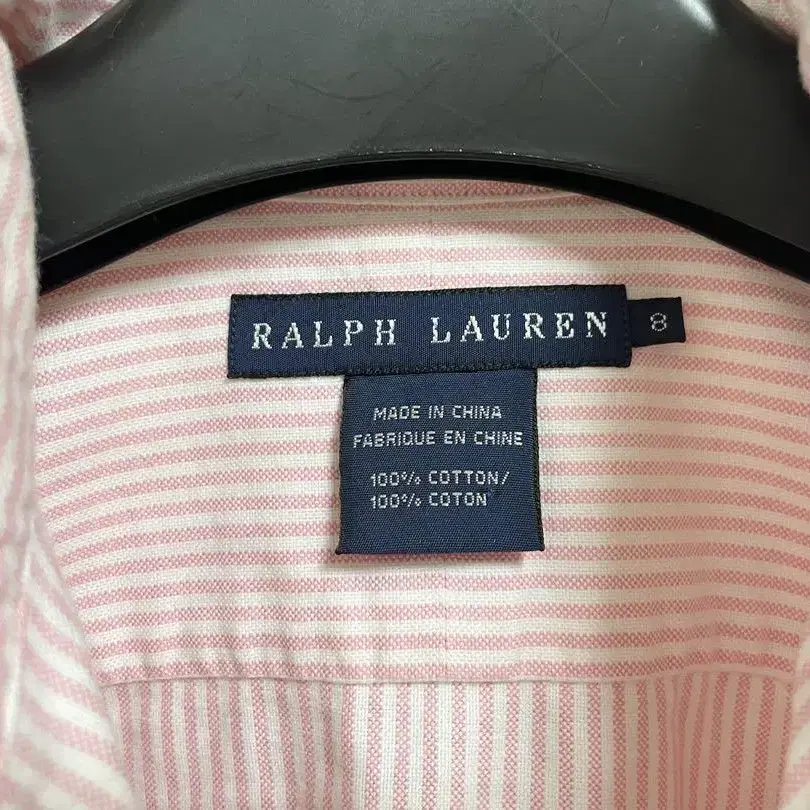 RALPH LAUREN 8
MADE IN CHINA
FABRIQUE EN CHINE
100% COTTON/
100% COTON